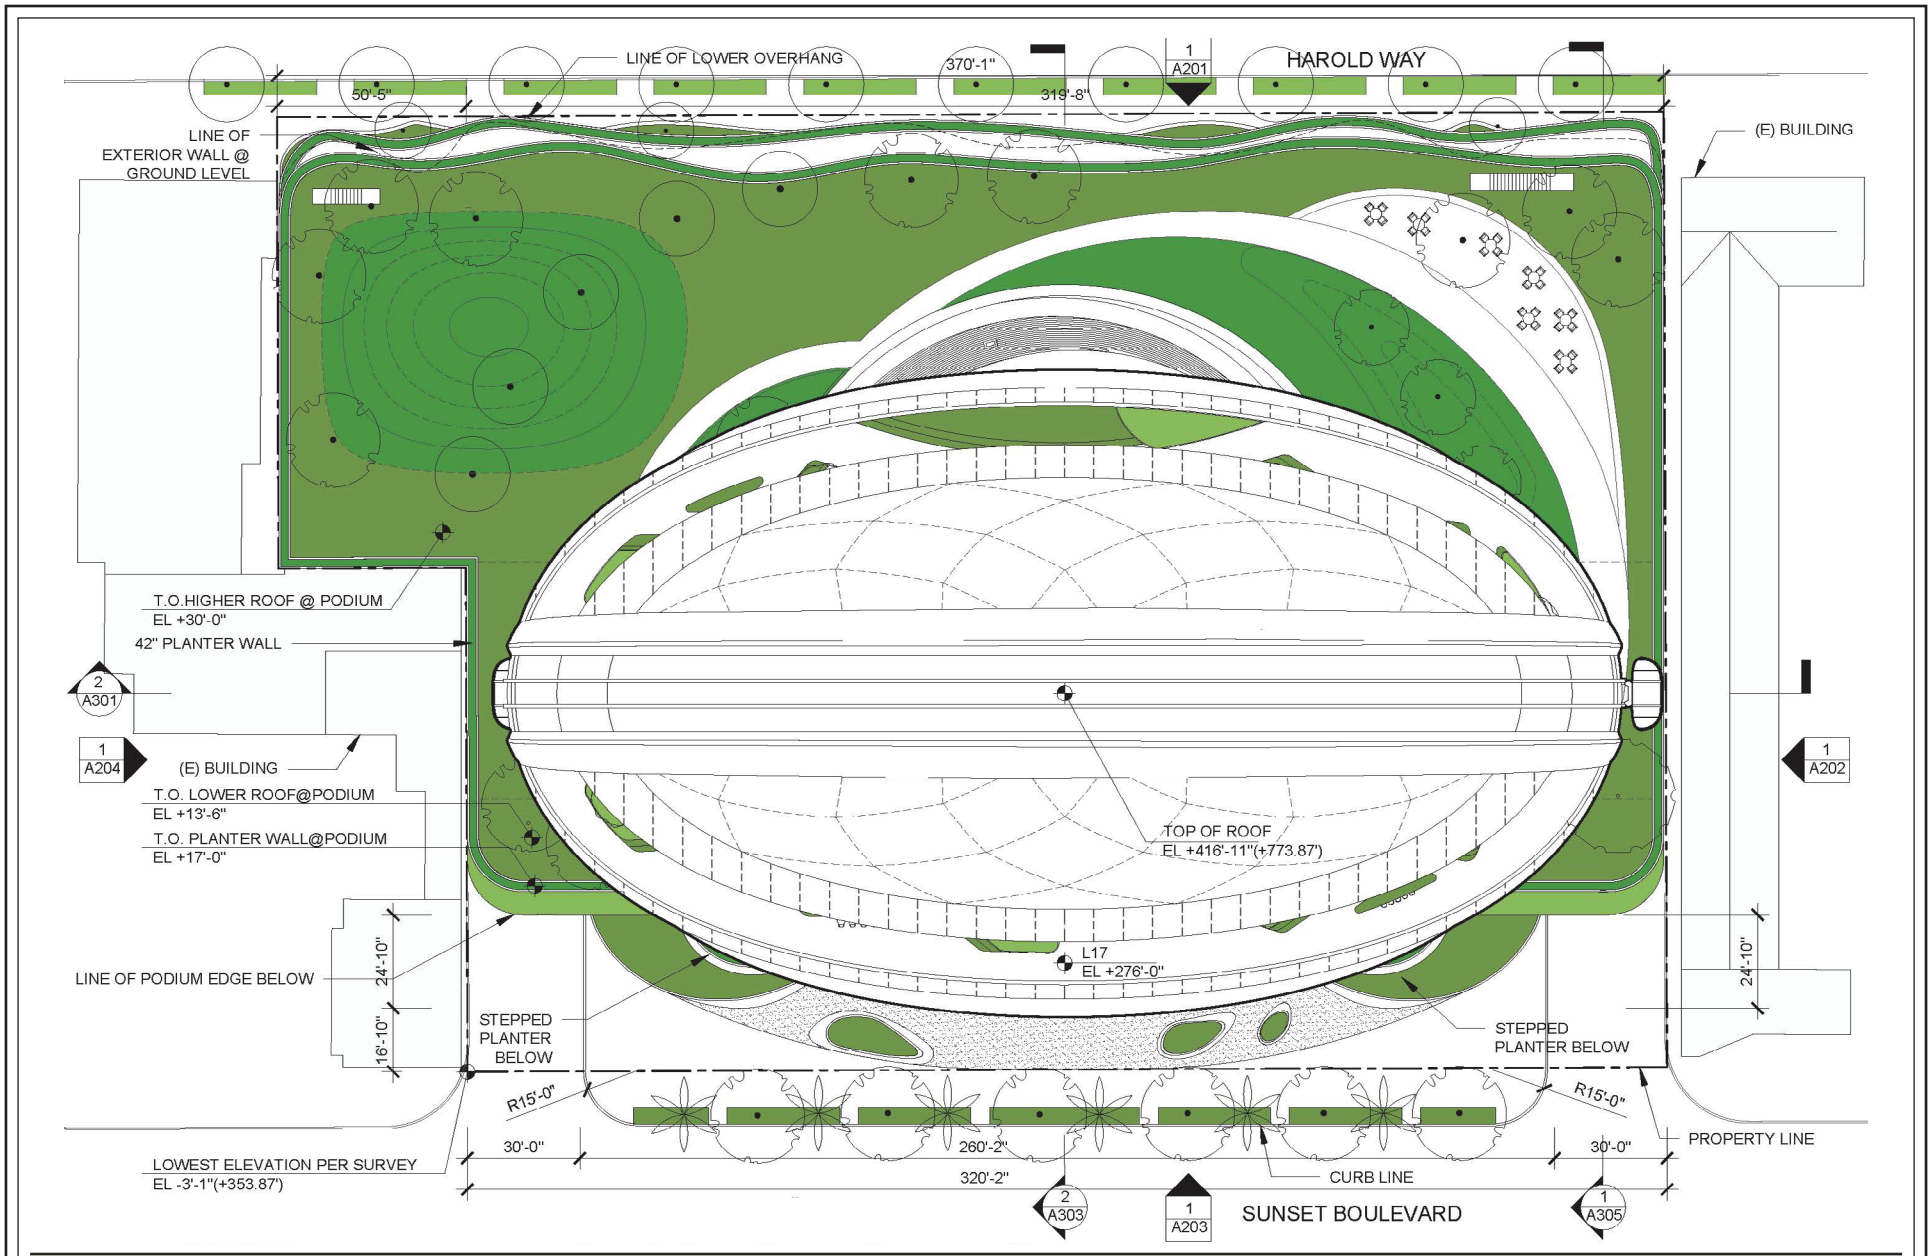 LINE OF LOWER OVERHANG
370'-1"
1
A201
HAROLD WAY
50'-5"
319'-8"
LINE OF
EXTERIOR WALL @
GROUND LEVEL
(E) BUILDING
T.O.HIGHER ROOF @ PODIUM
EL +30'-0"
42" PLANTER WALL
2
A301
1
A204
(E) BUILDING
1
A202
T.O. LOWER ROOF@PODIUM
EL +13'-6"
T.O. PLANTER WALL@PODIUM
EL +17'-0"
TOP OF ROOF
EL +416'-11"(+773.87')
L17
EL +276'-0"
LINE OF PODIUM EDGE BELOW
24'-10"
16'-10"
24'-10"
STEPPED
PLANTER
BELOW
STEPPED
PLANTER BELOW
R15'-0"
R15'-0"
PROPERTY LINE
30'-0"
260'-2"
30'-0"
LOWEST ELEVATION PER SURVEY
EL -3'-1"(+353.87')
320'-2"
CURB LINE
2
A303
1
A203
SUNSET BOULEVARD
1
A305